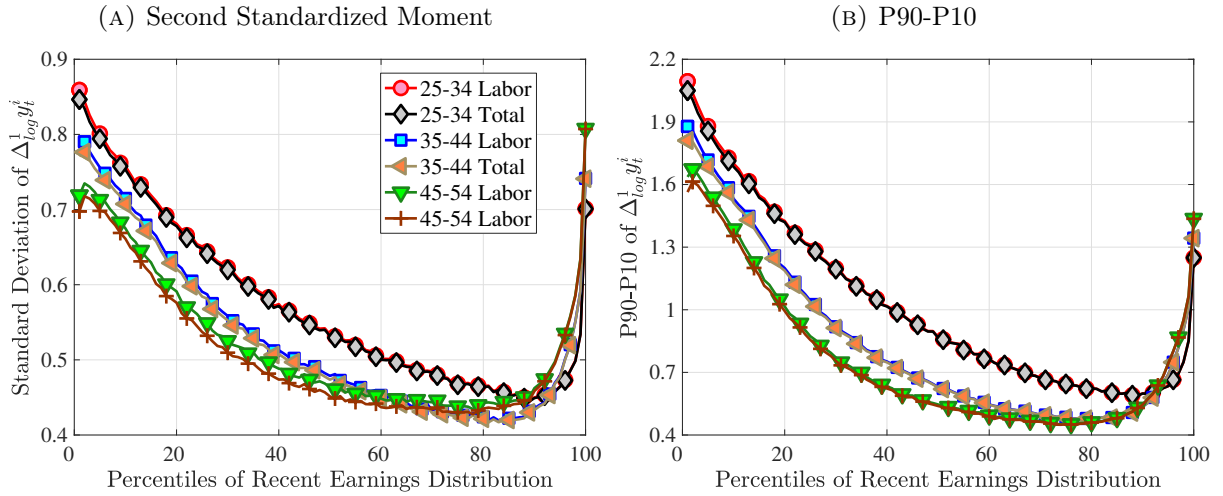 (A) Second Standardized Moment
Standard Deviation of Δ¹ₗₒg yⁱₜ
0.9
0.8
0.7
0.6
0.5
0.4
0 20 40 60 80 100
Percentiles of Recent Earnings Distribution
25-34 Labor
25-34 Total
35-44 Labor
35-44 Total
45-54 Labor
45-54 Labor
(B) P90-P10
P90-P10 of Δ¹ₗₒg yⁱₜ
2.2
1.9
1.6
1.3
1
0.7
0.4
0 20 40 60 80 100
Percentiles of Recent Earnings Distribution